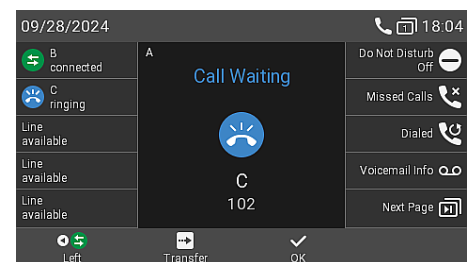 09/28/2024
1
18:04
B
connected
C
ringing
Line
available
Line
available
Line
available
A
Call Waiting
C
102
Do Not Disturb
Off
Missed Calls
Dialed
Voicemail Info
Next Page
Left
Transfer
OK